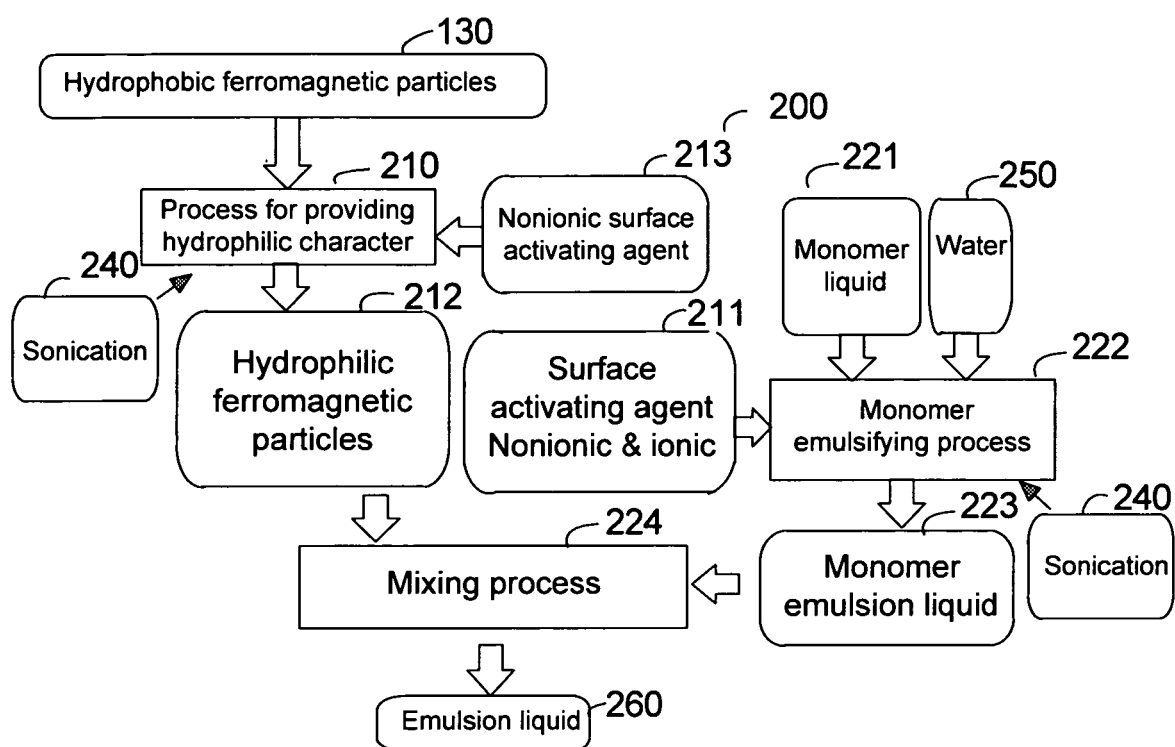 130
Hydrophobic ferromagnetic particles
200
210
213
221
250
Process for providing
hydrophilic character
Nonionic surface
activating agent
Monomer
liquid
Water
240
Sonication
212
Hydrophilic
ferromagnetic
particles
211
Surface
activating agent
Nonionic & ionic
222
Monomer
emulsifying process
224
Mixing process
223
Monomer
emulsion liquid
240
Sonication
260
Emulsion liquid